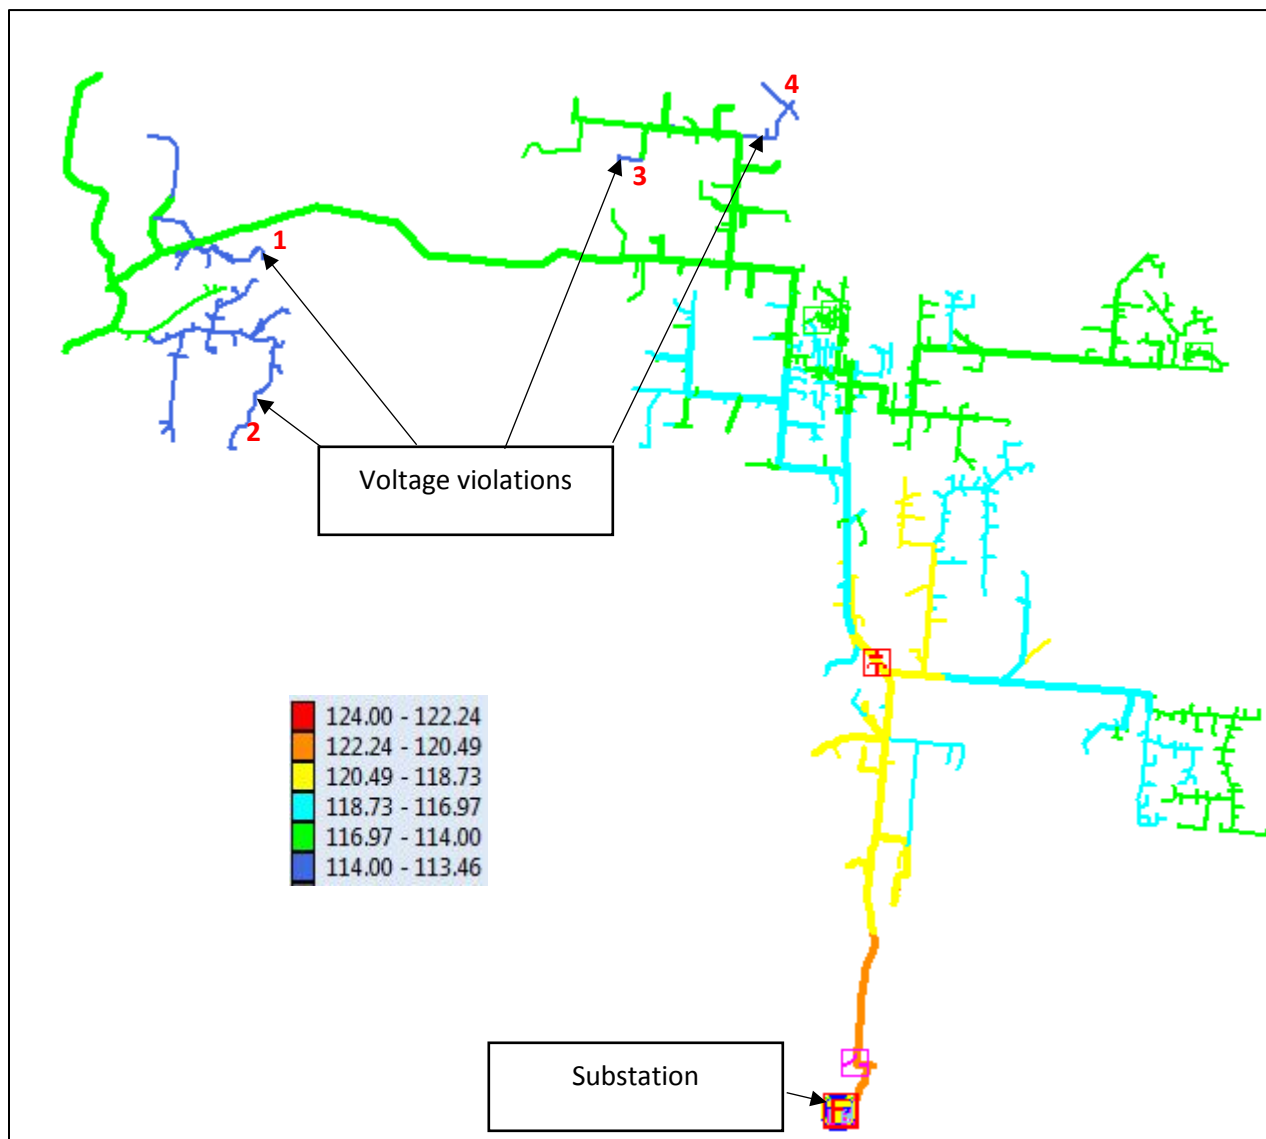 4
3
1
2
Voltage violations
124.00 - 122.24
122.24 - 120.49
120.49 - 118.73
118.73 - 116.97
116.97 - 114.00
114.00 - 113.46
Substation
F